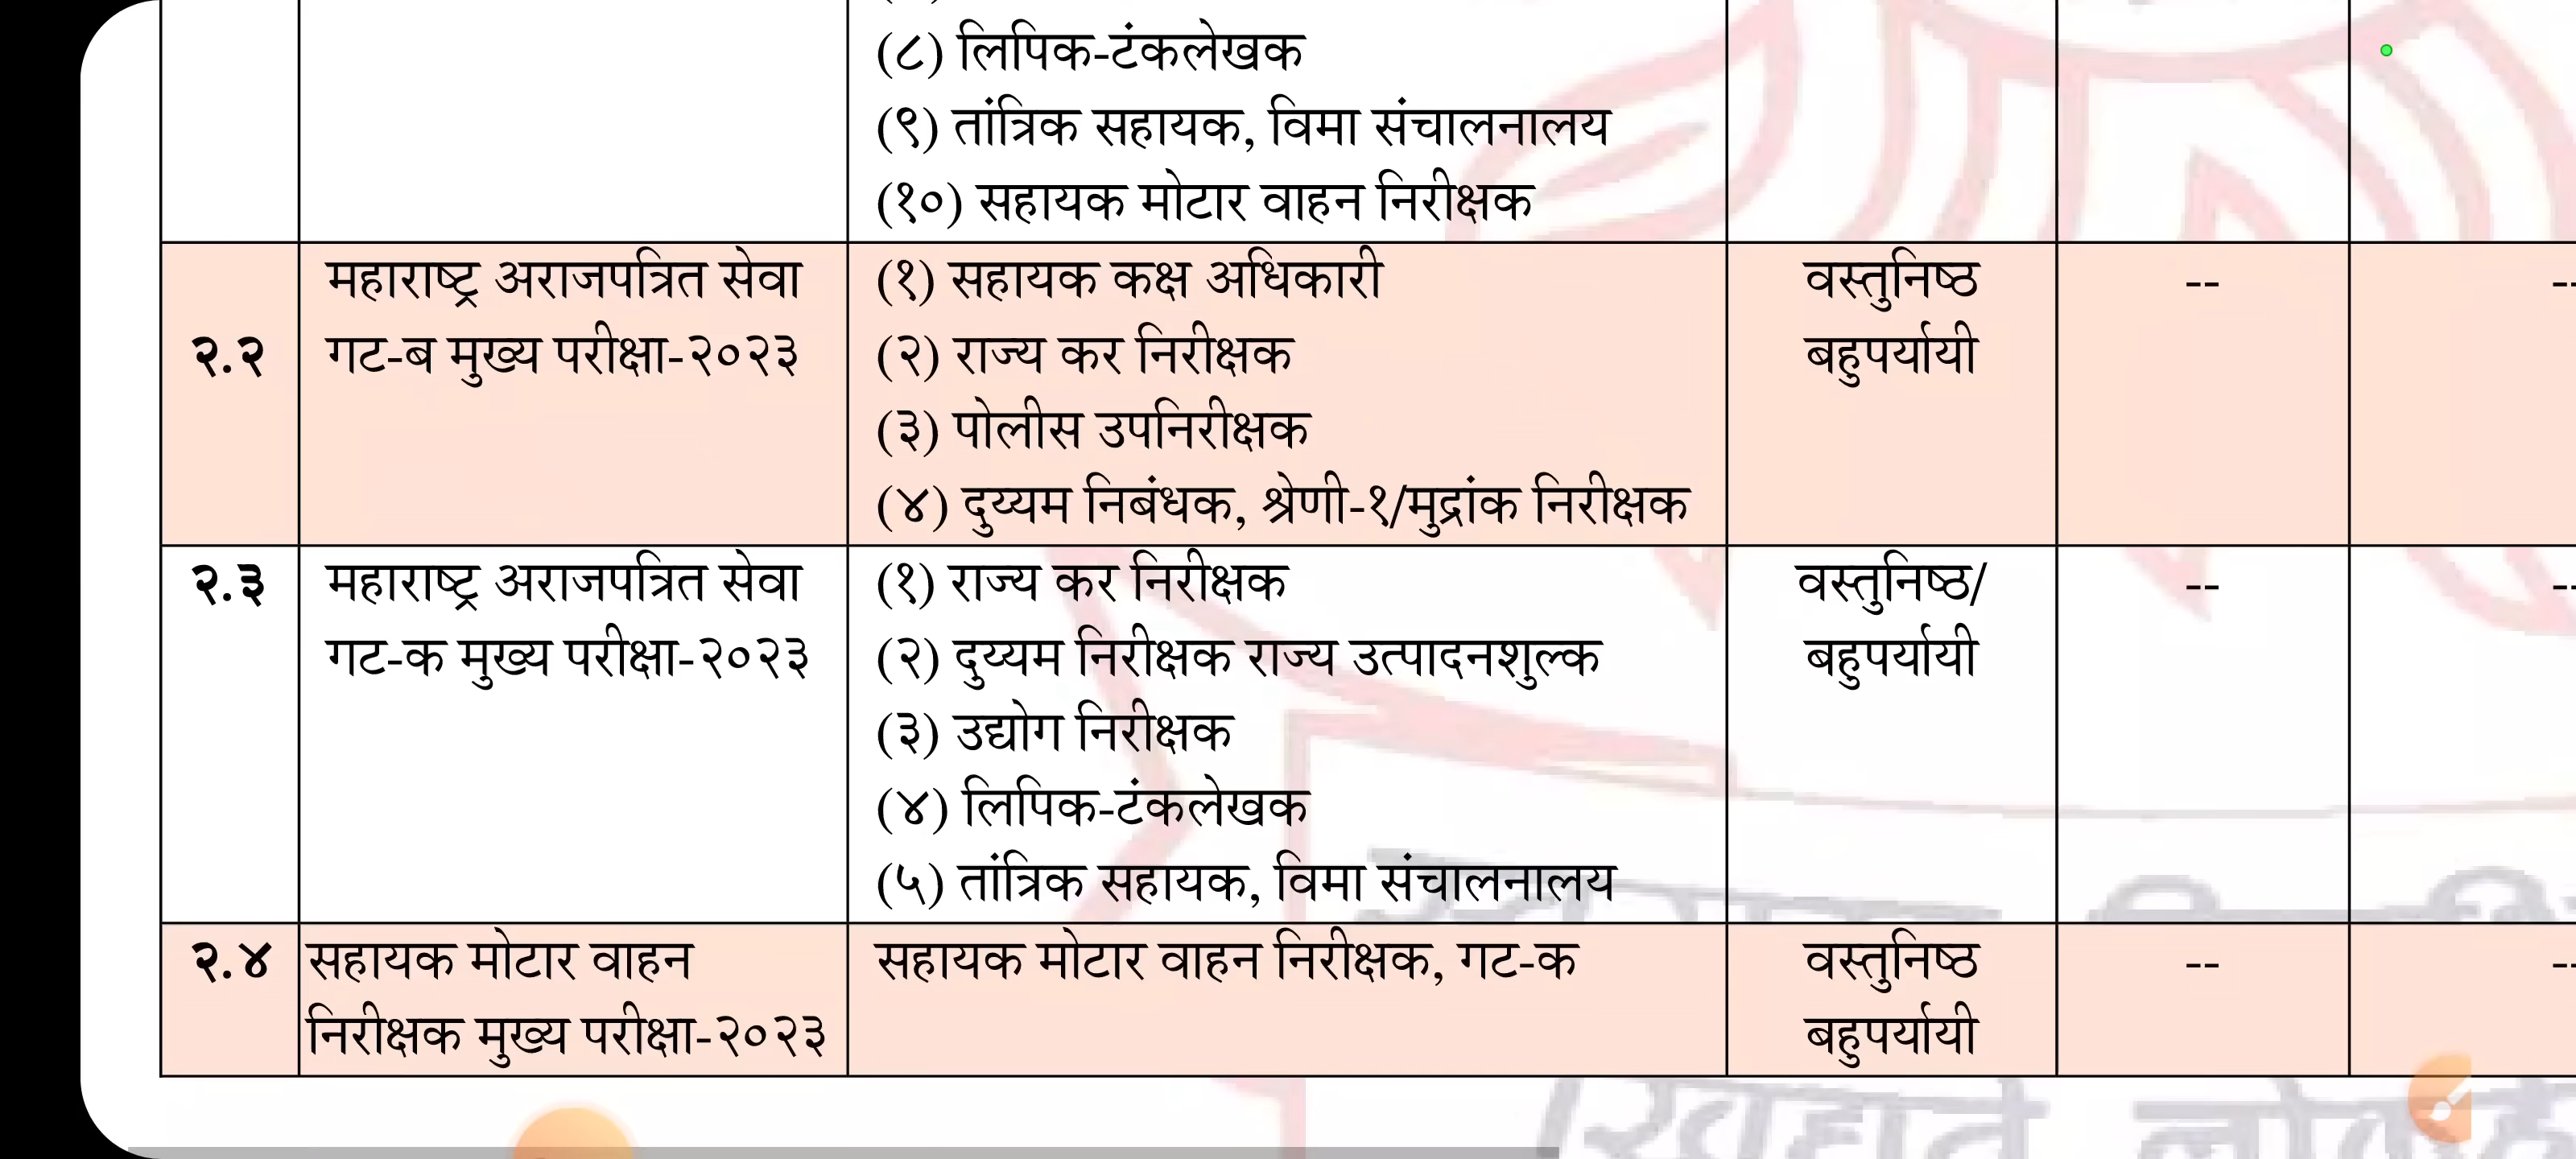 (८) लिपिक-टंकलेखक
(९) तांत्रिक सहायक, विमा संचालनालय
(१०) सहायक मोटार वाहन निरीक्षक
२.२
महाराष्ट्र अराजपत्रित सेवा
गट-ब मुख्य परीक्षा-२०२३
(१) सहायक कक्ष अधिकारी
(२) राज्य कर निरीक्षक
(३) पोलीस उपनिरीक्षक
(४) दुय्यम निबंधक, श्रेणी-१/मुद्रांक निरीक्षक
वस्तुनिष्ठ
बहुपर्यायी
--
--
२.३
महाराष्ट्र अराजपत्रित सेवा
गट-क मुख्य परीक्षा-२०२३
(१) राज्य कर निरीक्षक
(२) दुय्यम निरीक्षक राज्य उत्पादनशुल्क
(३) उद्योग निरीक्षक
(४) लिपिक-टंकलेखक
(५) तांत्रिक सहायक, विमा संचालनालय
वस्तुनिष्ठ/
बहुपर्यायी
--
--
२.४
सहायक मोटार वाहन
निरीक्षक मुख्य परीक्षा-२०२३
सहायक मोटार वाहन निरीक्षक, गट-क
वस्तुनिष्ठ
बहुपर्यायी
--
--